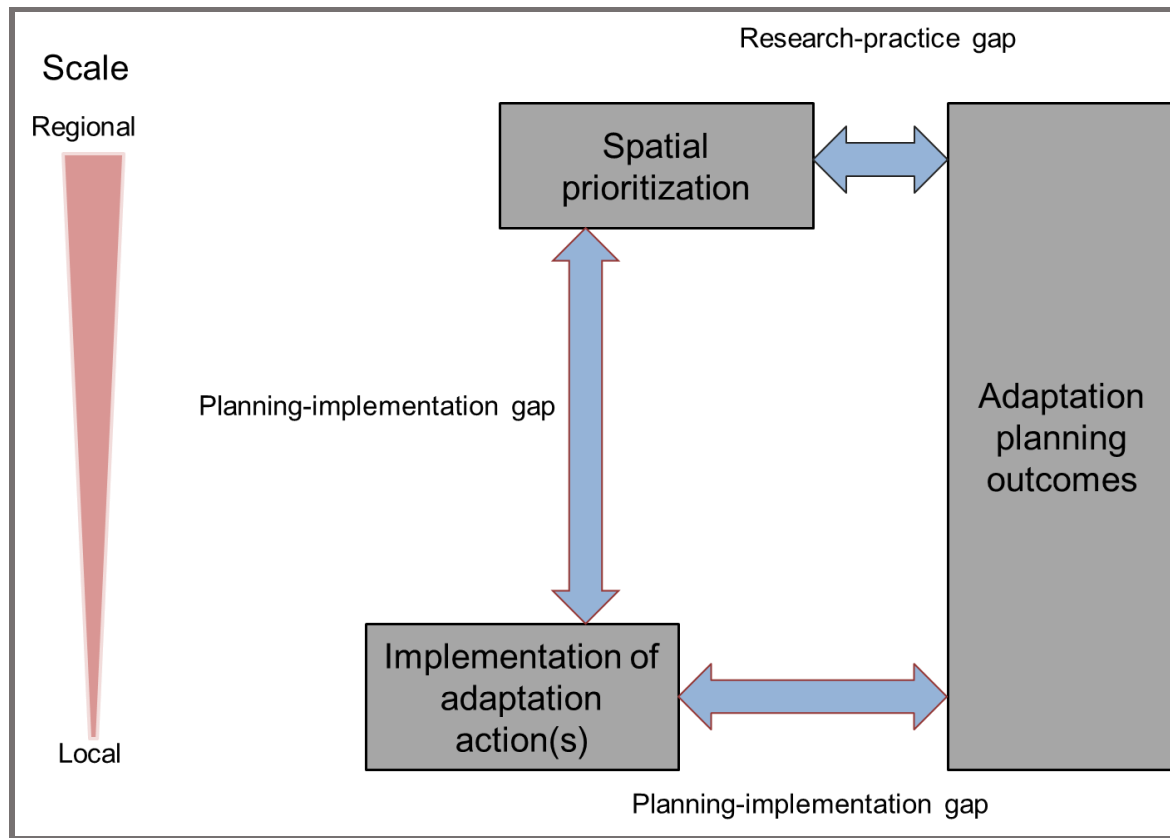 Research-practice gap
Scale
Regional
Spatial
prioritization
Planning-implementation gap
Adaptation
planning
outcomes
Implementation of
adaptation
action(s)
Local
Planning-implementation gap